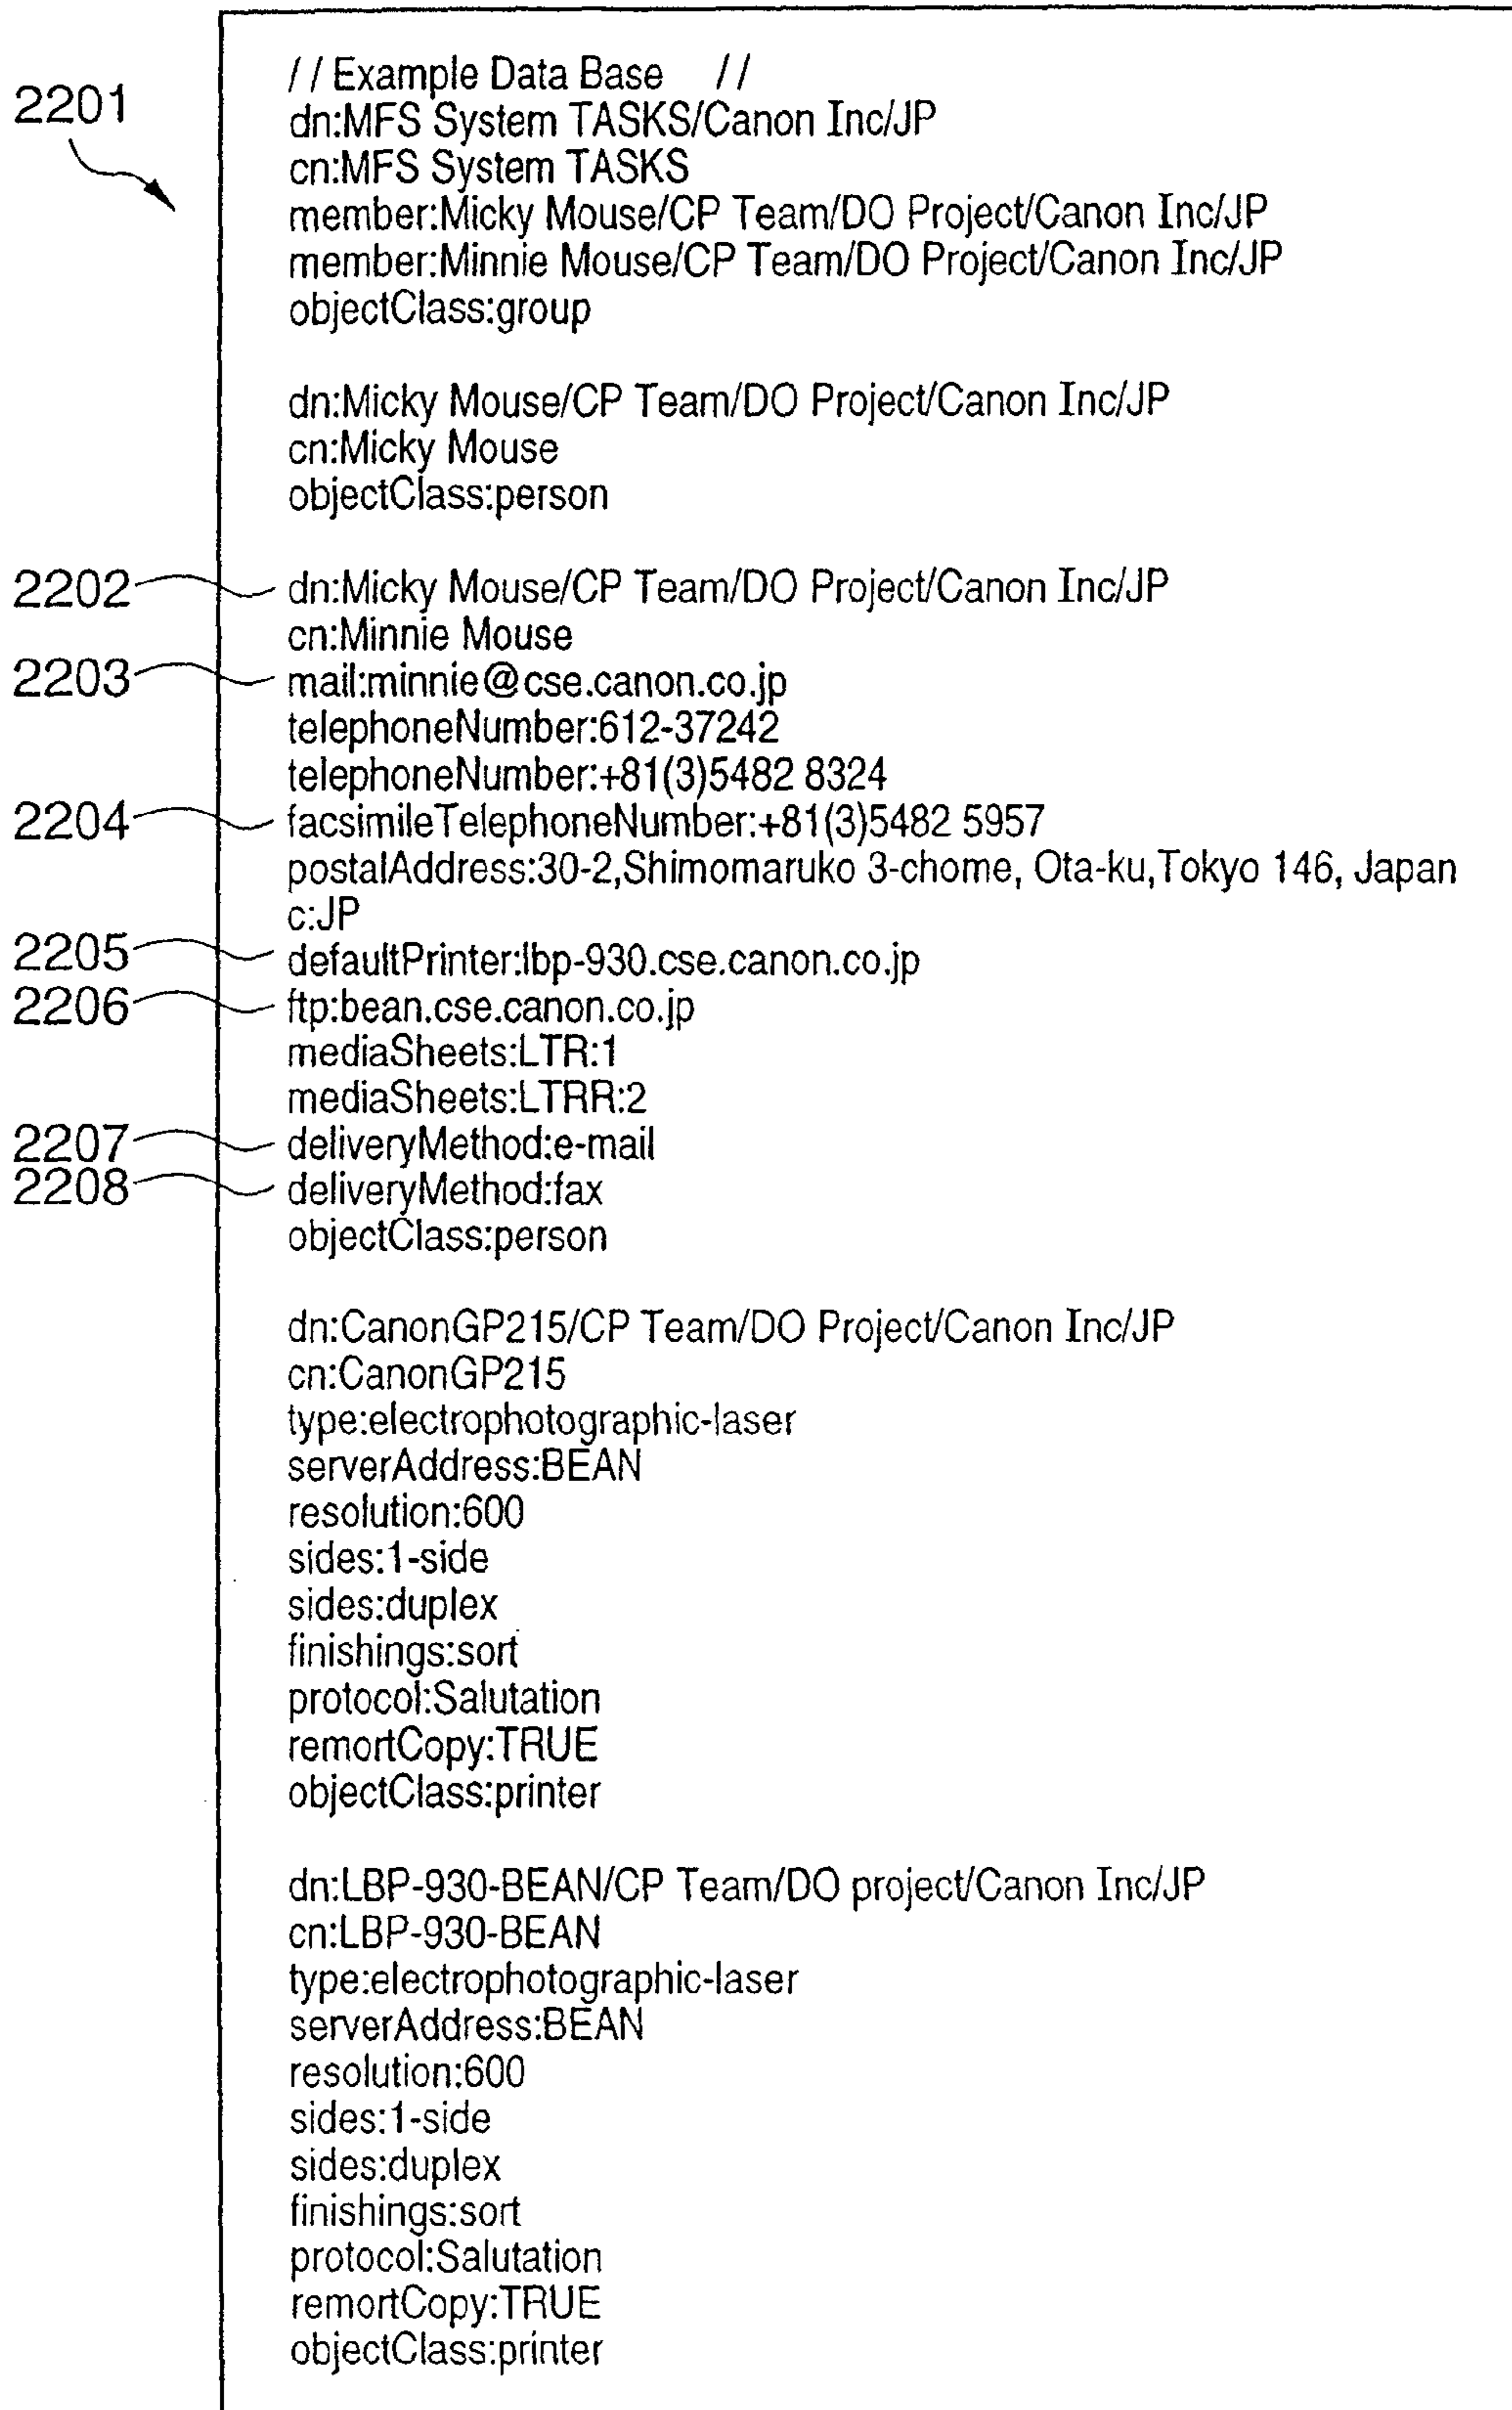 // Example Data Base //
2201
dn:MFS System TASKS/Canon Inc/JP
cn:MFS System TASKS
member:Micky Mouse/CP Team/DO Project/Canon Inc/JP
member:Minnie Mouse/CP Team/DO Project/Canon Inc/JP
objectClass:group
dn:Micky Mouse/CP Team/DO Project/Canon Inc/JP
cn:Micky Mouse
objectClass:person
2202 dn:Micky Mouse/CP Team/DO Project/Canon Inc/JP
cn:Minnie Mouse
2203 mail:minnie@cse.canon.co.jp
telephoneNumber:612-37242
telephoneNumber:+81(3)5482 8324
2204 facsimileTelephoneNumber:+81(3)5482 5957
postalAddress:30-2,Shimomaruko 3-chome, Ota-ku,Tokyo 146, Japan
c:JP
2205 defaultPrinter:lbp-930.cse.canon.co.jp
2206 ftp:bean.cse.canon.co.jp
mediaSheets:LTR:1
mediaSheets:LTRR:2
2207 deliveryMethod:e-mail
2208 deliveryMethod:fax
objectClass:person
dn:CanonGP215/CP Team/DO Project/Canon Inc/JP
cn:CanonGP215
type:electrophotographic-laser
serverAddress:BEAN
resolution:600
sides:1-side
sides:duplex
finishings:sort
protocol:Salutation
remortCopy:TRUE
objectClass:printer
dn:LBP-930-BEAN/CP Team/DO project/Canon Inc/JP
cn:LBP-930-BEAN
type:electrophotographic-laser
serverAddress:BEAN
resolution:600
sides:1-side
sides:duplex
finishings:sort
protocol:Salutation
remortCopy:TRUE
objectClass:printer